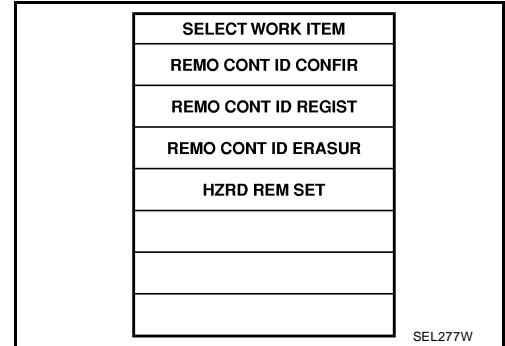 SELECT WORK ITEM
REMO CONT ID CONFIR
REMO CONT ID REGIST
REMO CONT ID ERASUR
HZRD REM SET
SEL277W